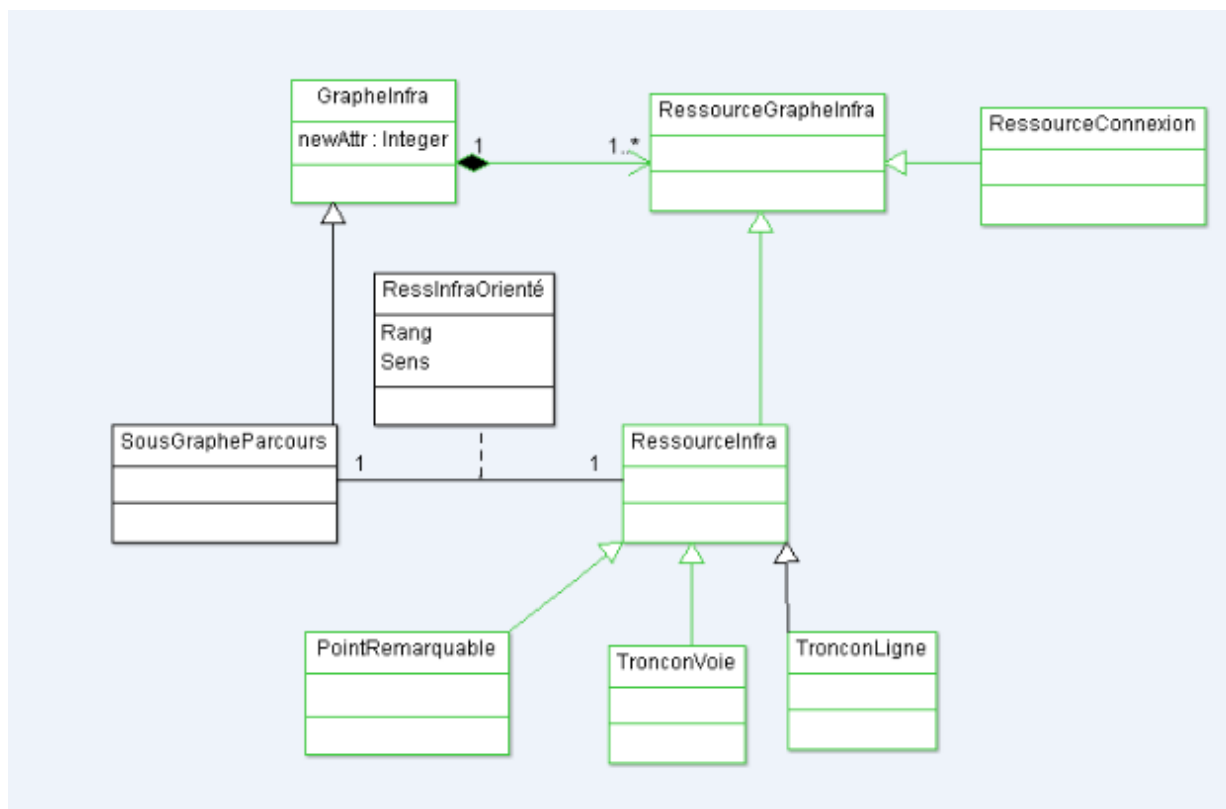 GrapheInfra
newAttr : Integer
1
1..*
RessourceGrapheInfra
RessourceConnexion
RessInfraOrienté
Rang
Sens
SousGrapheParcours
1
1
RessourceInfra
PointRemarquable
TronconVoie
TronconLigne